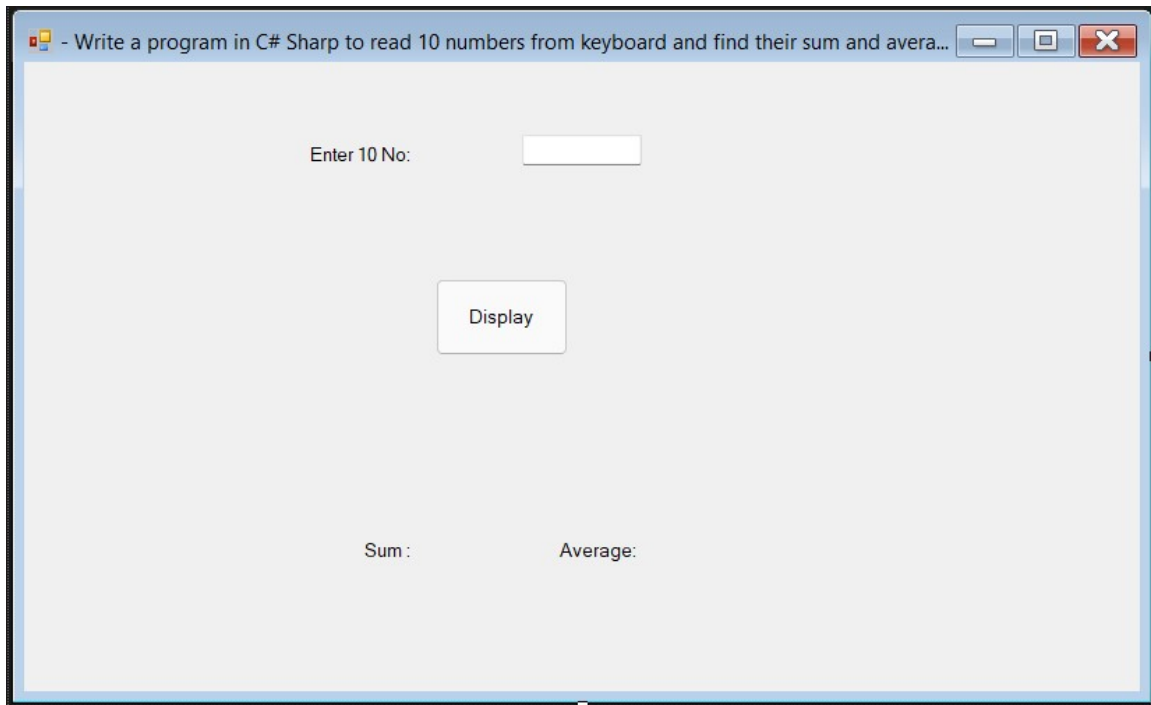 - Write a program in C# Sharp to read 10 numbers from keyboard and find their sum and avera...
Enter 10 No:
Display
Sum : Average: